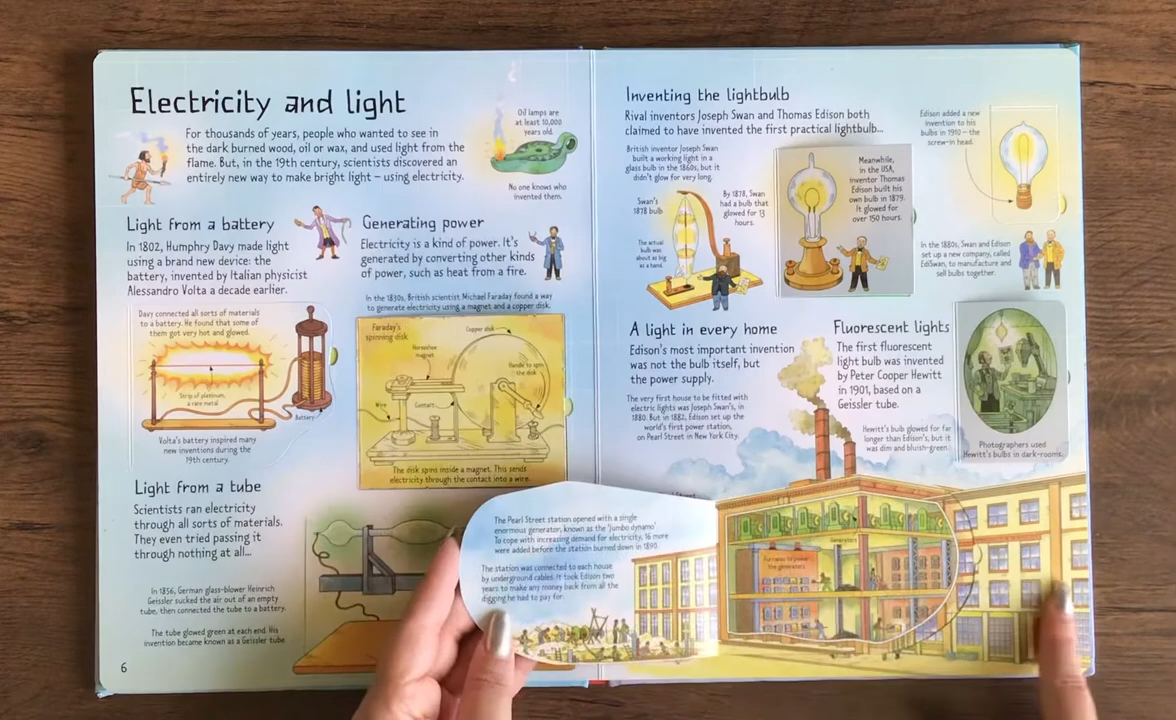 Electricity and light
For thousands of years, people who wanted to see in
the dark burned wood, oil or wax, and used light from the
flame. But, in the 19th century, scientists discovered an
entirely new way to make bright light – using electricity.
Oil lamps are
at least 10,000
years old.
No one knows who
invented them.
Light from a battery
In 1802, Humphry Davy made light
using a brand new device: the
battery, invented by Italian physicist
Alessandro Volta a decade earlier.
Davy connected all sorts of materials
to a battery. He found that some of
them got very hot and glowed.
Strip of platinum,
a rare metal
Battery
Volta's battery inspired many
new inventions during the
19th century.
Generating power
Electricity is a kind of power. It's
generated by converting other kinds
of power, such as heat from a fire.
In the 1830s, British scientist Michael Faraday found a way
to generate electricity using a magnet and a copper disk.
Faraday's
spinning disk
Copper disk
Horseshoe
magnet
Handle to spin
the disk
Wire
Contact
The disk spins inside a magnet. This sends
electricity through the contact into a wire.
Light from a tube
Scientists ran electricity
through all sorts of materials.
They even tried passing it
through nothing at all...
In 1856, German glass-blower Heinrich
Geissler sucked the air out of an empty
tube, then connected the tube to a battery.
The tube glowed green at each end. His
invention became known as a Geissler tube.
6
Inventing the lightbulb
Rival inventors Joseph Swan and Thomas Edison both
claimed to have invented the first practical lightbulb...
British inventor Joseph Swan
built a working light in a
glass bulb in the 1860s, but it
didn't glow for very long.
Swan's
1878 bulb
By 1878, Swan
had a bulb that
glowed for 13
hours.
The actual
bulb was
about as big
as a hand.
Meanwhile,
in the USA,
inventor Thomas
Edison built his
own bulb in 1879.
It glowed for
over 150 hours.
Edison added a new
invention to his
bulbs in 1910 – the
screw-in head.
In the 1880s, Swan and Edison
set up a new company, called
EdiSwan, to manufacture and
sell bulbs together.
A light in every home
Edison's most important invention
was not the bulb itself, but
the power supply.
The very first house to be fitted with
electric lights was Joseph Swan's, in
1880. But in 1882, Edison set up the
world's first power station,
on Pearl Street in New York City.
Fluorescent lights
The first fluorescent
light bulb was invented
by Peter Cooper Hewitt
in 1901, based on a
Geissler tube.
Hewitt's bulb glowed for far
longer than Edison's, but it
was dim and bluish-green.
Photographers used
Hewitt's bulbs in dark-rooms.
Street
The Pearl Street station opened with a single
enormous generator, known as the 'Jumbo dynamo'
To cope with increasing demand for electricity, 16 more
were added before the station burned down in 1890.
The station was connected to each house
by underground cables. It took Edison two
years to make any money back from all the
digging he had to pay for.
Generators
Furnaces to power
the generators